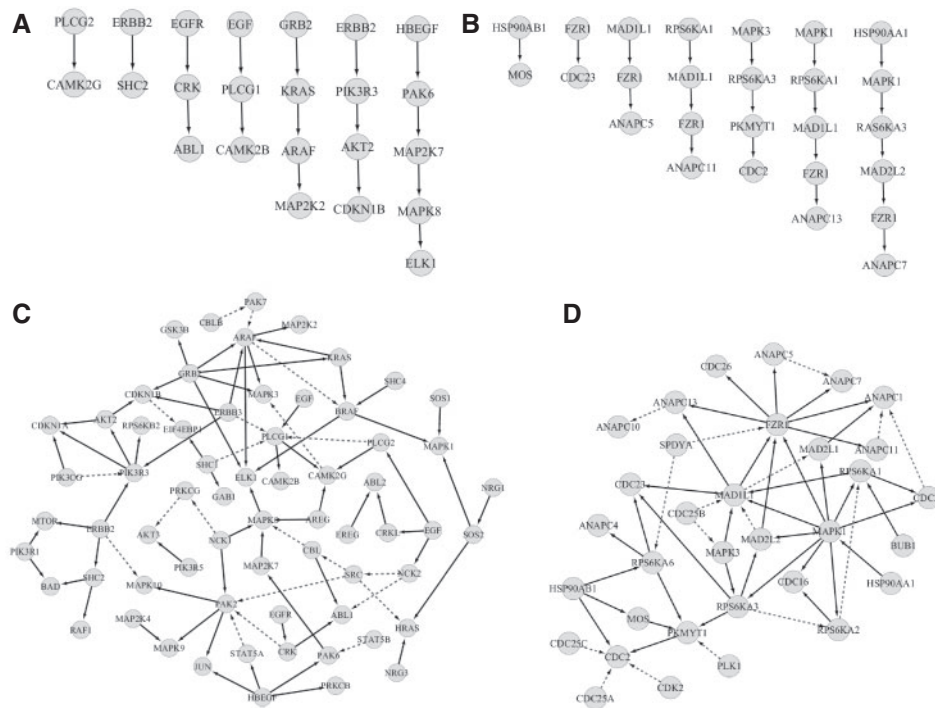 A
PLCG2 ERBB2 EGFR EGF GRB2 ERBB2 HBEGF
CAMK2G SHC2 CRK PLCG1 KRAS PIK3R3 PAK6
ABL1 CAMK2B ARAF AKT2 MAP2K7
MAP2K2 CDKN1B MAPK8
ELK1
B
HSP90AB1 FZR1 MAD1L1 RPS6KA1 MAPK3 MAPK1 HSP90AA1
MOS CDC23 FZR1 MAD1L1 RPS6KA3 RPS6KA1 MAPK1
ANAPC5 FZR1 PKMYT1 MAD1L1 RAS6KA3
ANAPC11 CDC2 FZR1 MAD2L2
ANAPC13 FZR1
ANAPC7
C
PAK7
CBLB MAP2K2
GSK3B ARAF
KRAS
GRB2
SHC4
CDKN1B MAPK3 EGF SOS1
ERBB3 BRAF
CDKN1A AKT2 RPS6KB2 EIF4EBP1 PLCG1 PLCG2 MAPK1
SHC1
PIK3CG PIK3R3 GAB1 ELK1 CAMK2B CAMK2G ABL2
PRKCG NRG1
MTOR ERBB2 AKT3 NCK1 MAPK8 AREG EREG CRKL EGF SOS2
PIK3R1 CBL
BAD SHC2 MAPK10 PIK3R5 MAP2K7 SRC NCK2
RAF1 MAP2K4 PAK2 EGFR ABL1 HRAS
MAPK9 STAT5A CRK PAK6 STAT5B
JUN NRG3
HBEGF PRKCB
D
ANAPC5
CDC26 ANAPC7
ANAPC13 ANAPC1
ANAPC10 FZR1
SPDYA MAD2L1 ANAPC11
RPS6KA1
CDC23 MAD1L1
CDC25B
ANAPC4 MAPK3 MAPK1 BUB1
RPS6KA6 CDC16 HSP90AA1
HSP90AB1
MOS RPS6KA3 RPS6KA2
PKMYT1
CDC25C CDC2 PLK1
CDC25A CDK2